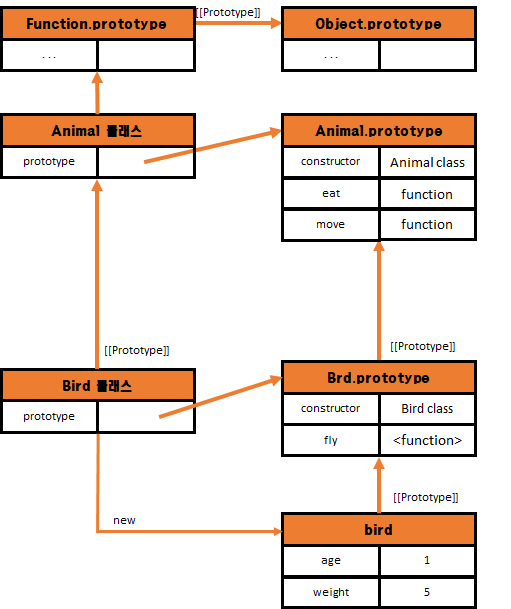 Function.prototype
[[Prototype]]
Object.prototype
...
...
Animal 클래스
Animal.prototype
prototype
constructor
Animal class
eat
function
move
function
[[Prototype]]
[[Prototype]]
Bird 클래스
Brd.prototype
prototype
constructor
Bird class
fly
<function>
[[Prototype]]
new
bird
age
1
weight
5